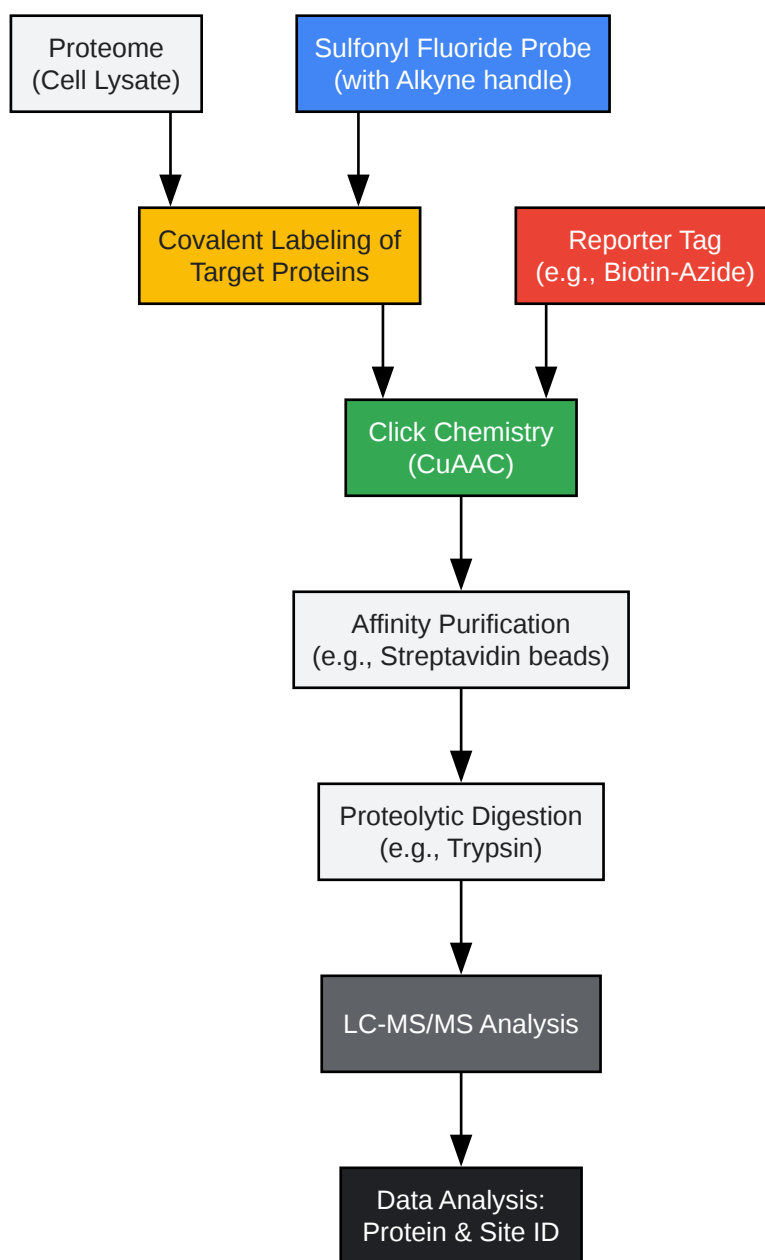 Proteome
(Cell Lysate)
Sulfonyl Fluoride Probe
(with Alkyne handle)
Covalent Labeling of
Target Proteins
Reporter Tag
(e.g., Biotin-Azide)
Click Chemistry
(CuAAC)
Affinity Purification
(e.g., Streptavidin beads)
Proteolytic Digestion
(e.g., Trypsin)
LC-MS/MS Analysis
Data Analysis:
Protein & Site ID